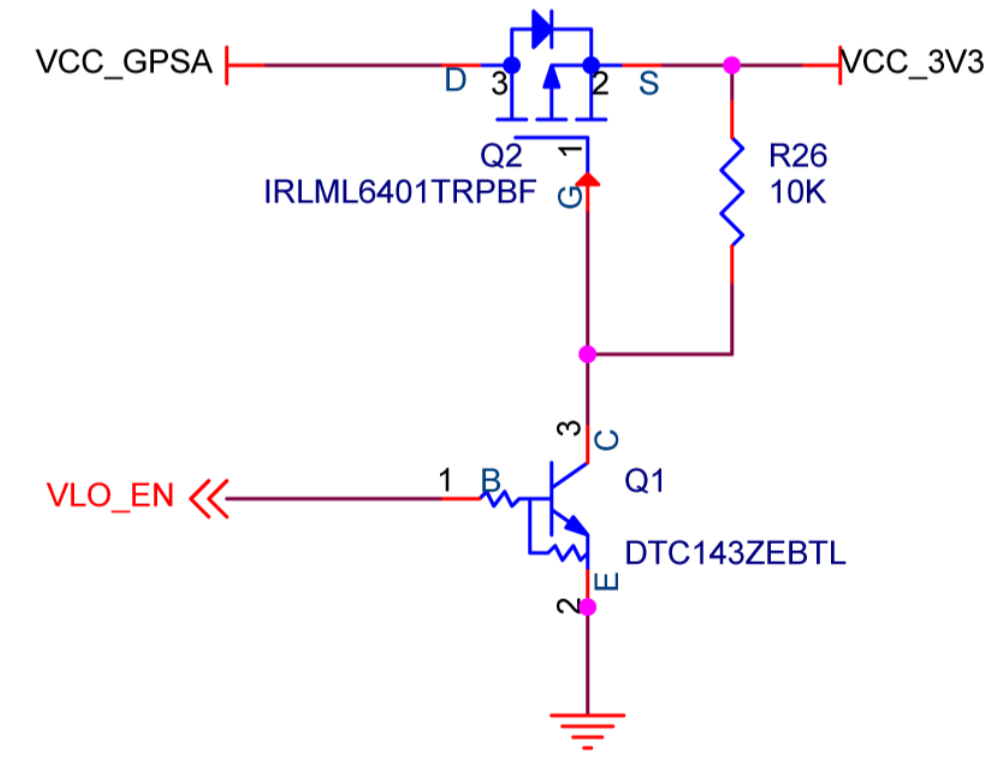 VCC_GPSA
D
3
2
S
VCC_3V3
Q2
1
R26
IRLML6401TRPBF
G
10K
3
C
VLO_EN
1
B
Q1
DTC143ZEBTL
E
2